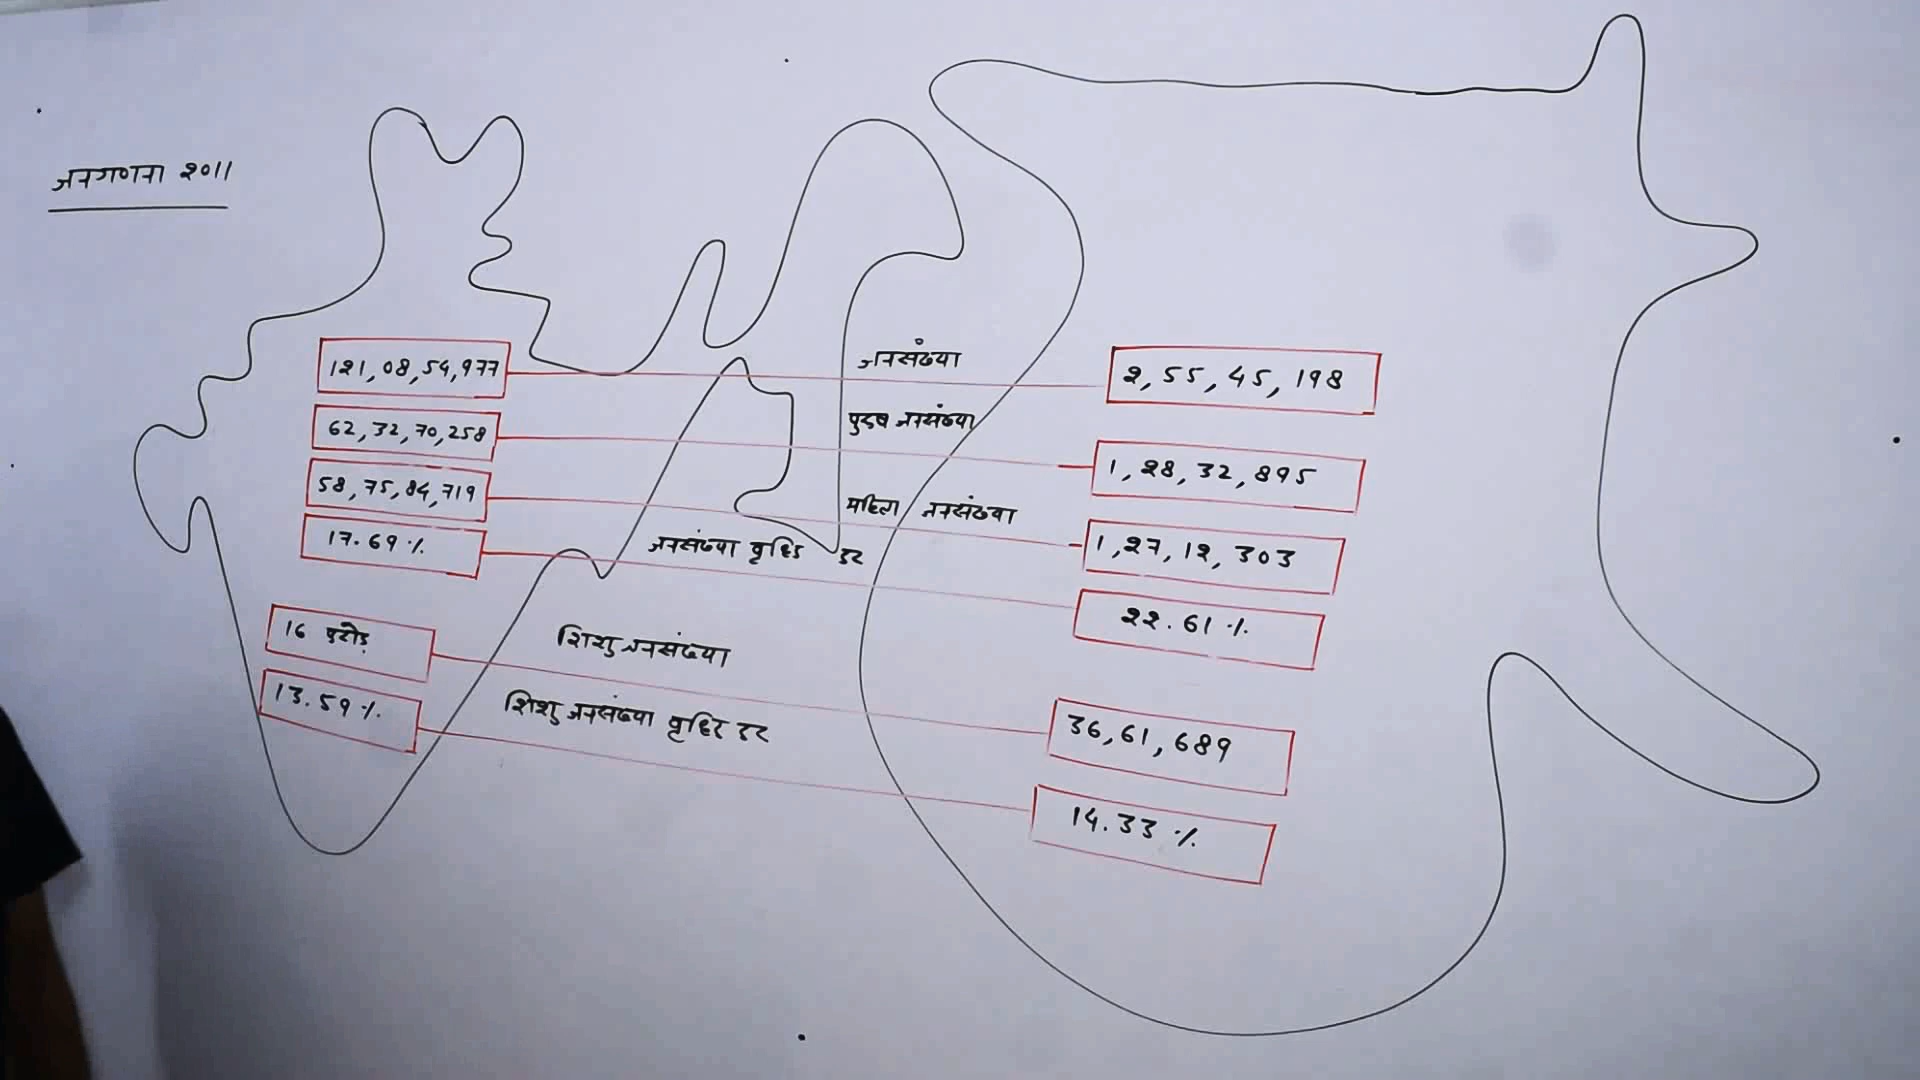 जनगणना 2011
121,08,54,977 जनसंख्या 2,55,45,198
62,32,70,258 पुरुष जनसंख्या 1,28,32,895
58,75,84,719 महिला जनसंख्या 1,27,12,303
17.69% जनसंख्या वृद्धि दर 22.61%
16 करोड़ शिशु जनसंख्या 36,61,689
13.59% शिशु जनसंख्या वृद्धि दर 14.33%